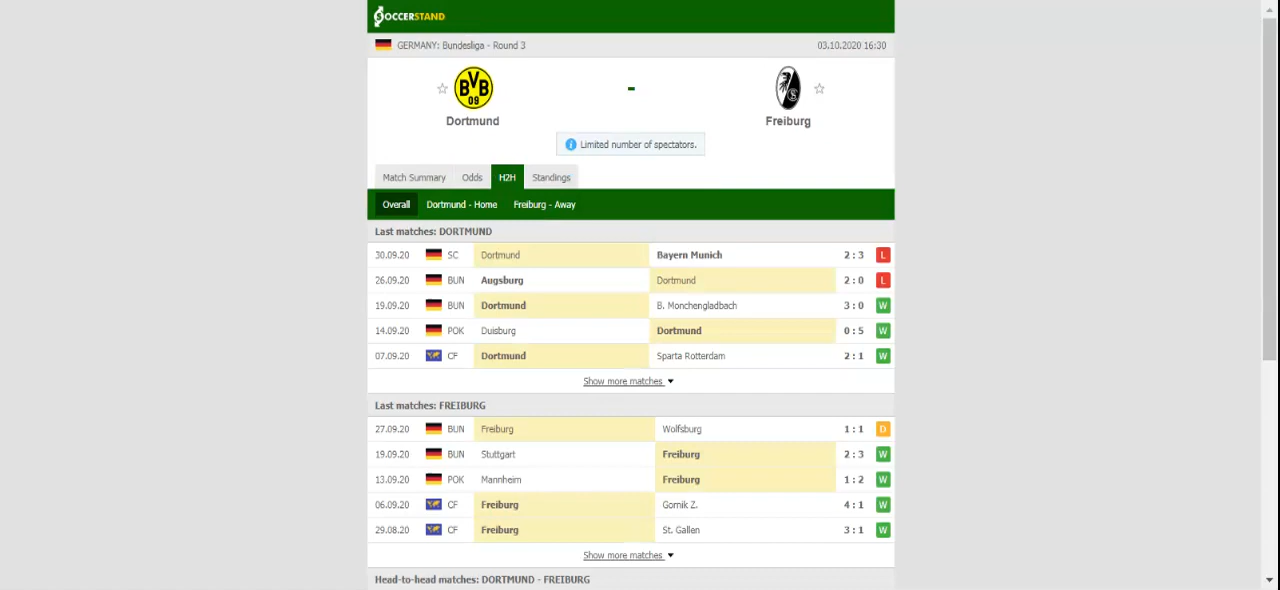 SOCCERSTAND
GERMANY: Bundesliga - Round 3 03.10.2020 16:30
BVB 09
Dortmund - Freiburg
Limited number of spectators.
Match Summary Odds H2H Standings
Overall Dortmund - Home Freiburg - Away
Last matches: DORTMUND
30.09.20 SC Dortmund Bayern Munich 2 : 3 L
26.09.20 BUN Augsburg Dortmund 2 : 0 L
19.09.20 BUN Dortmund B. Monchengladbach 3 : 0 W
14.09.20 POK Duisburg Dortmund 0 : 5 W
07.09.20 CF Dortmund Sparta Rotterdam 2 : 1 W
Show more matches
Last matches: FREIBURG
27.09.20 BUN Freiburg Wolfsburg 1 : 1 D
19.09.20 BUN Stuttgart Freiburg 2 : 3 W
13.09.20 POK Mannheim Freiburg 1 : 2 W
06.09.20 CF Freiburg Gornik Z. 4 : 1 W
29.08.20 CF Freiburg St. Gallen 3 : 1 W
Show more matches
Head-to-head matches: DORTMUND - FREIBURG